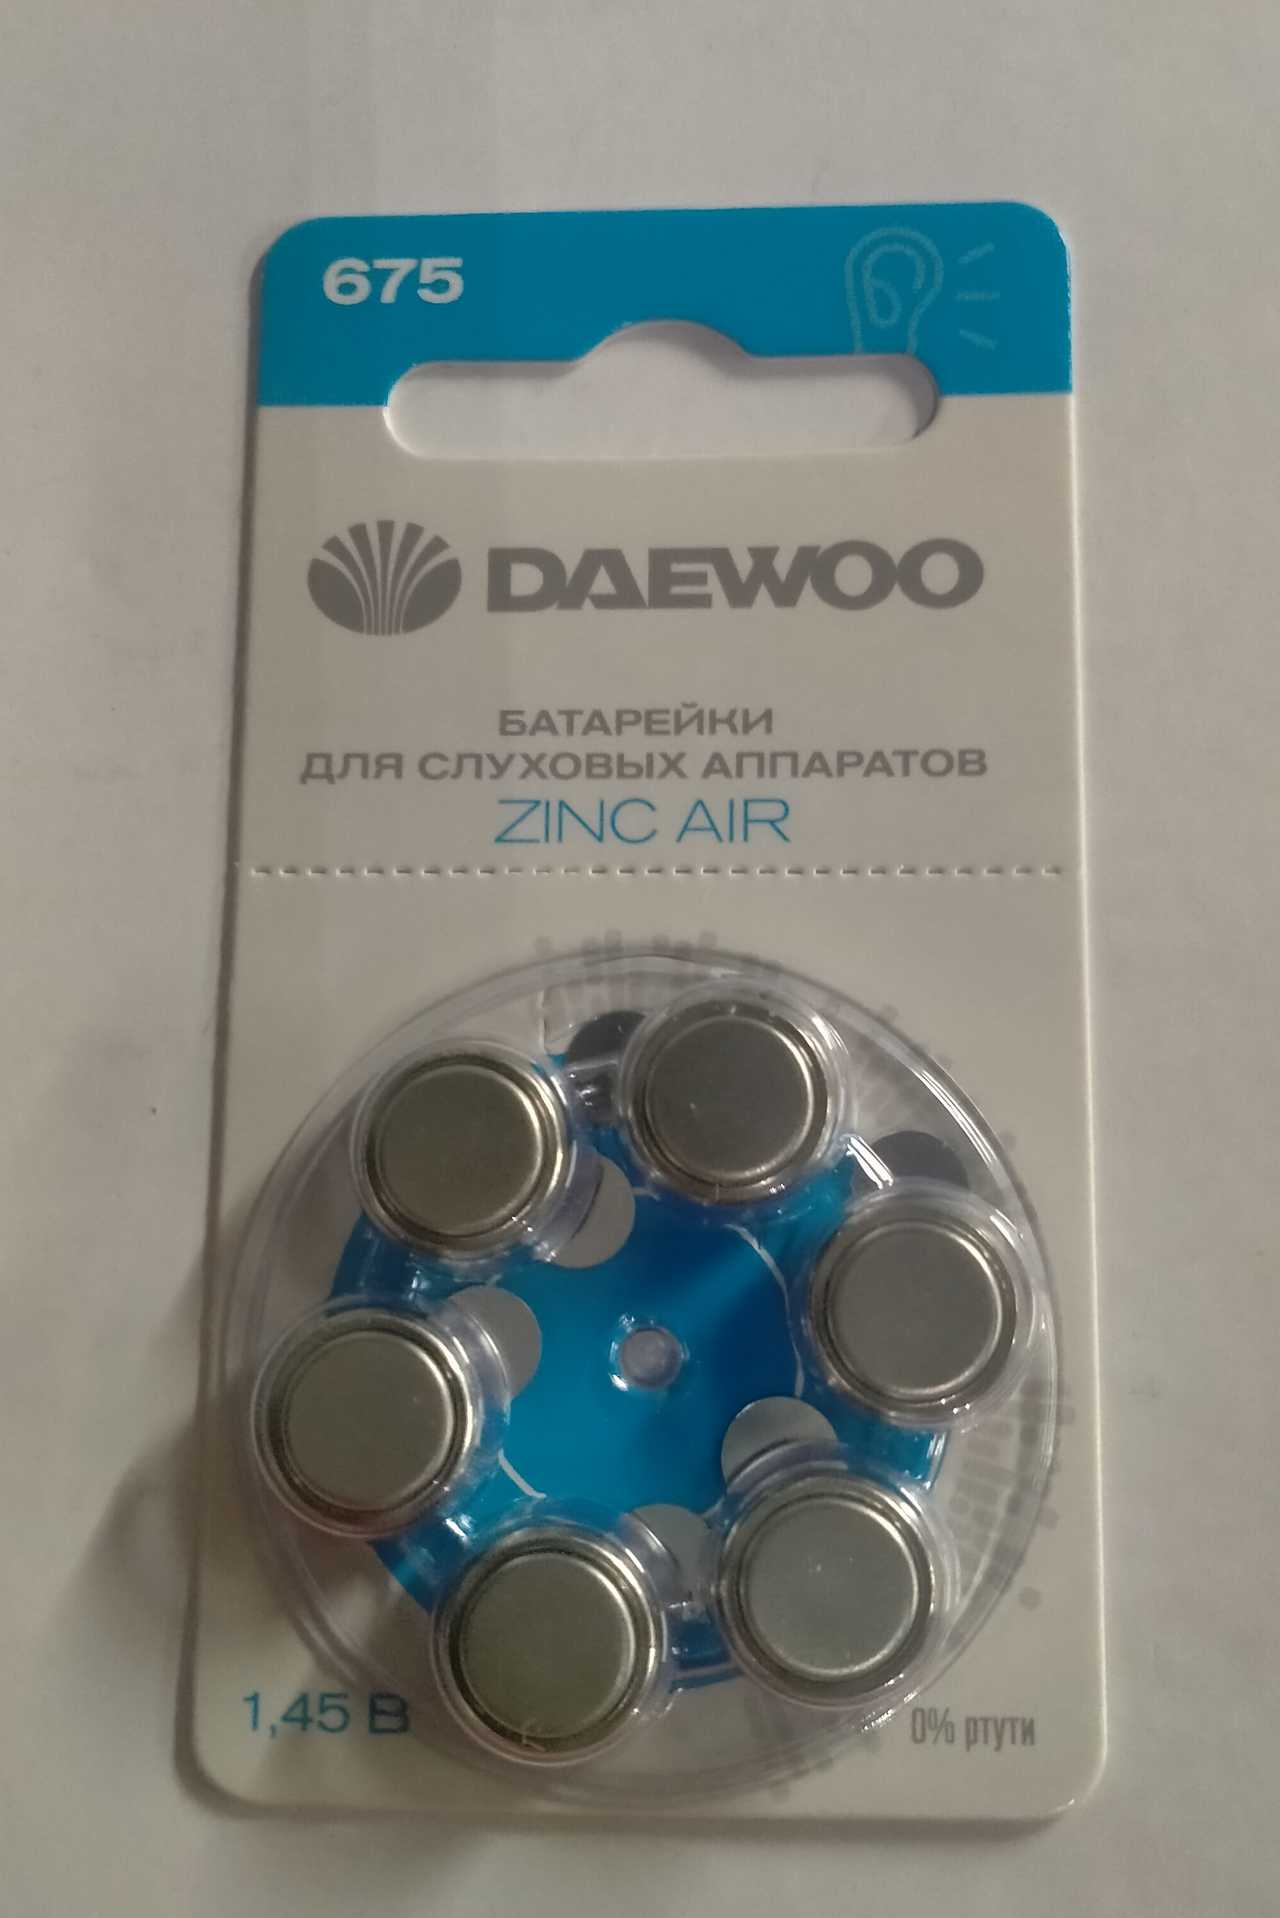 675
DAEWOO
БАТАРЕЙКИ
ДЛЯ СЛУХОВЫХ АППАРАТОВ
ZINC AIR
1,45 В
0% ртути